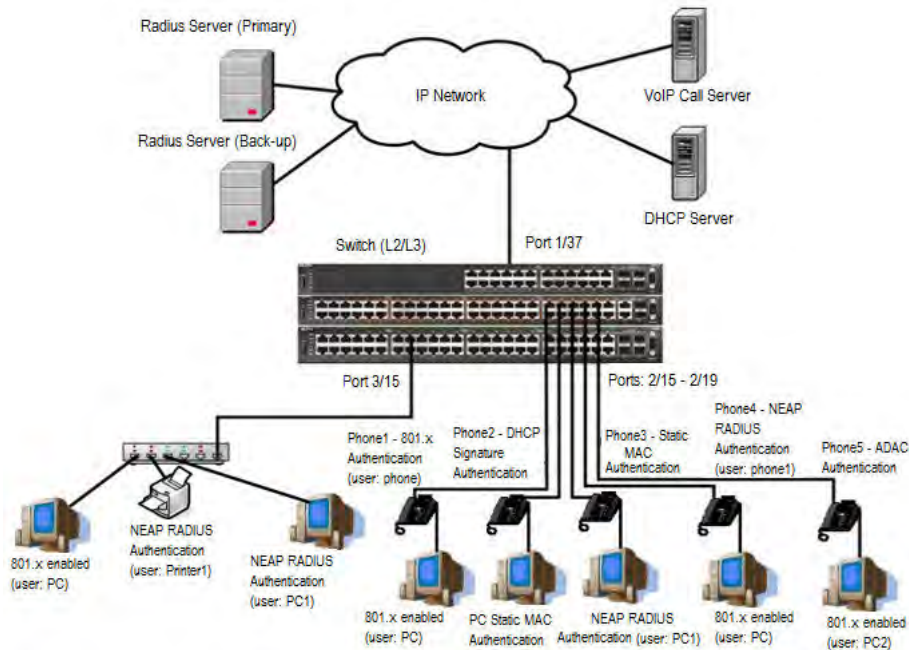 Radius Server (Primary)
IP Network
VoIP Call Server
Radius Server (Back-up)
DHCP Server
Switch (L2/L3)
Port 1/37
Port 3/15
Ports: 2/15 - 2/19
Phone1 - 801.x
Authentication
(user: phone)
Phone2 - DHCP
Signature
Authentication
Phone3 - Static
MAC
Authentication
Phone4 - NEAP
RADIUS
Authentication
(user: phone1)
Phone5 - ADAC
Authentication
801.x enabled
(user: PC)
NEAP RADIUS
Authentication
(user: Printer1)
NEAP RADIUS
Authentication
(user: PC1)
801.x enabled
(user: PC)
PC Static MAC
Authentication
NEAP RADIUS
Authentication (user: PC1)
801.x enabled
(user: PC)
801.x enabled
(user: PC2)